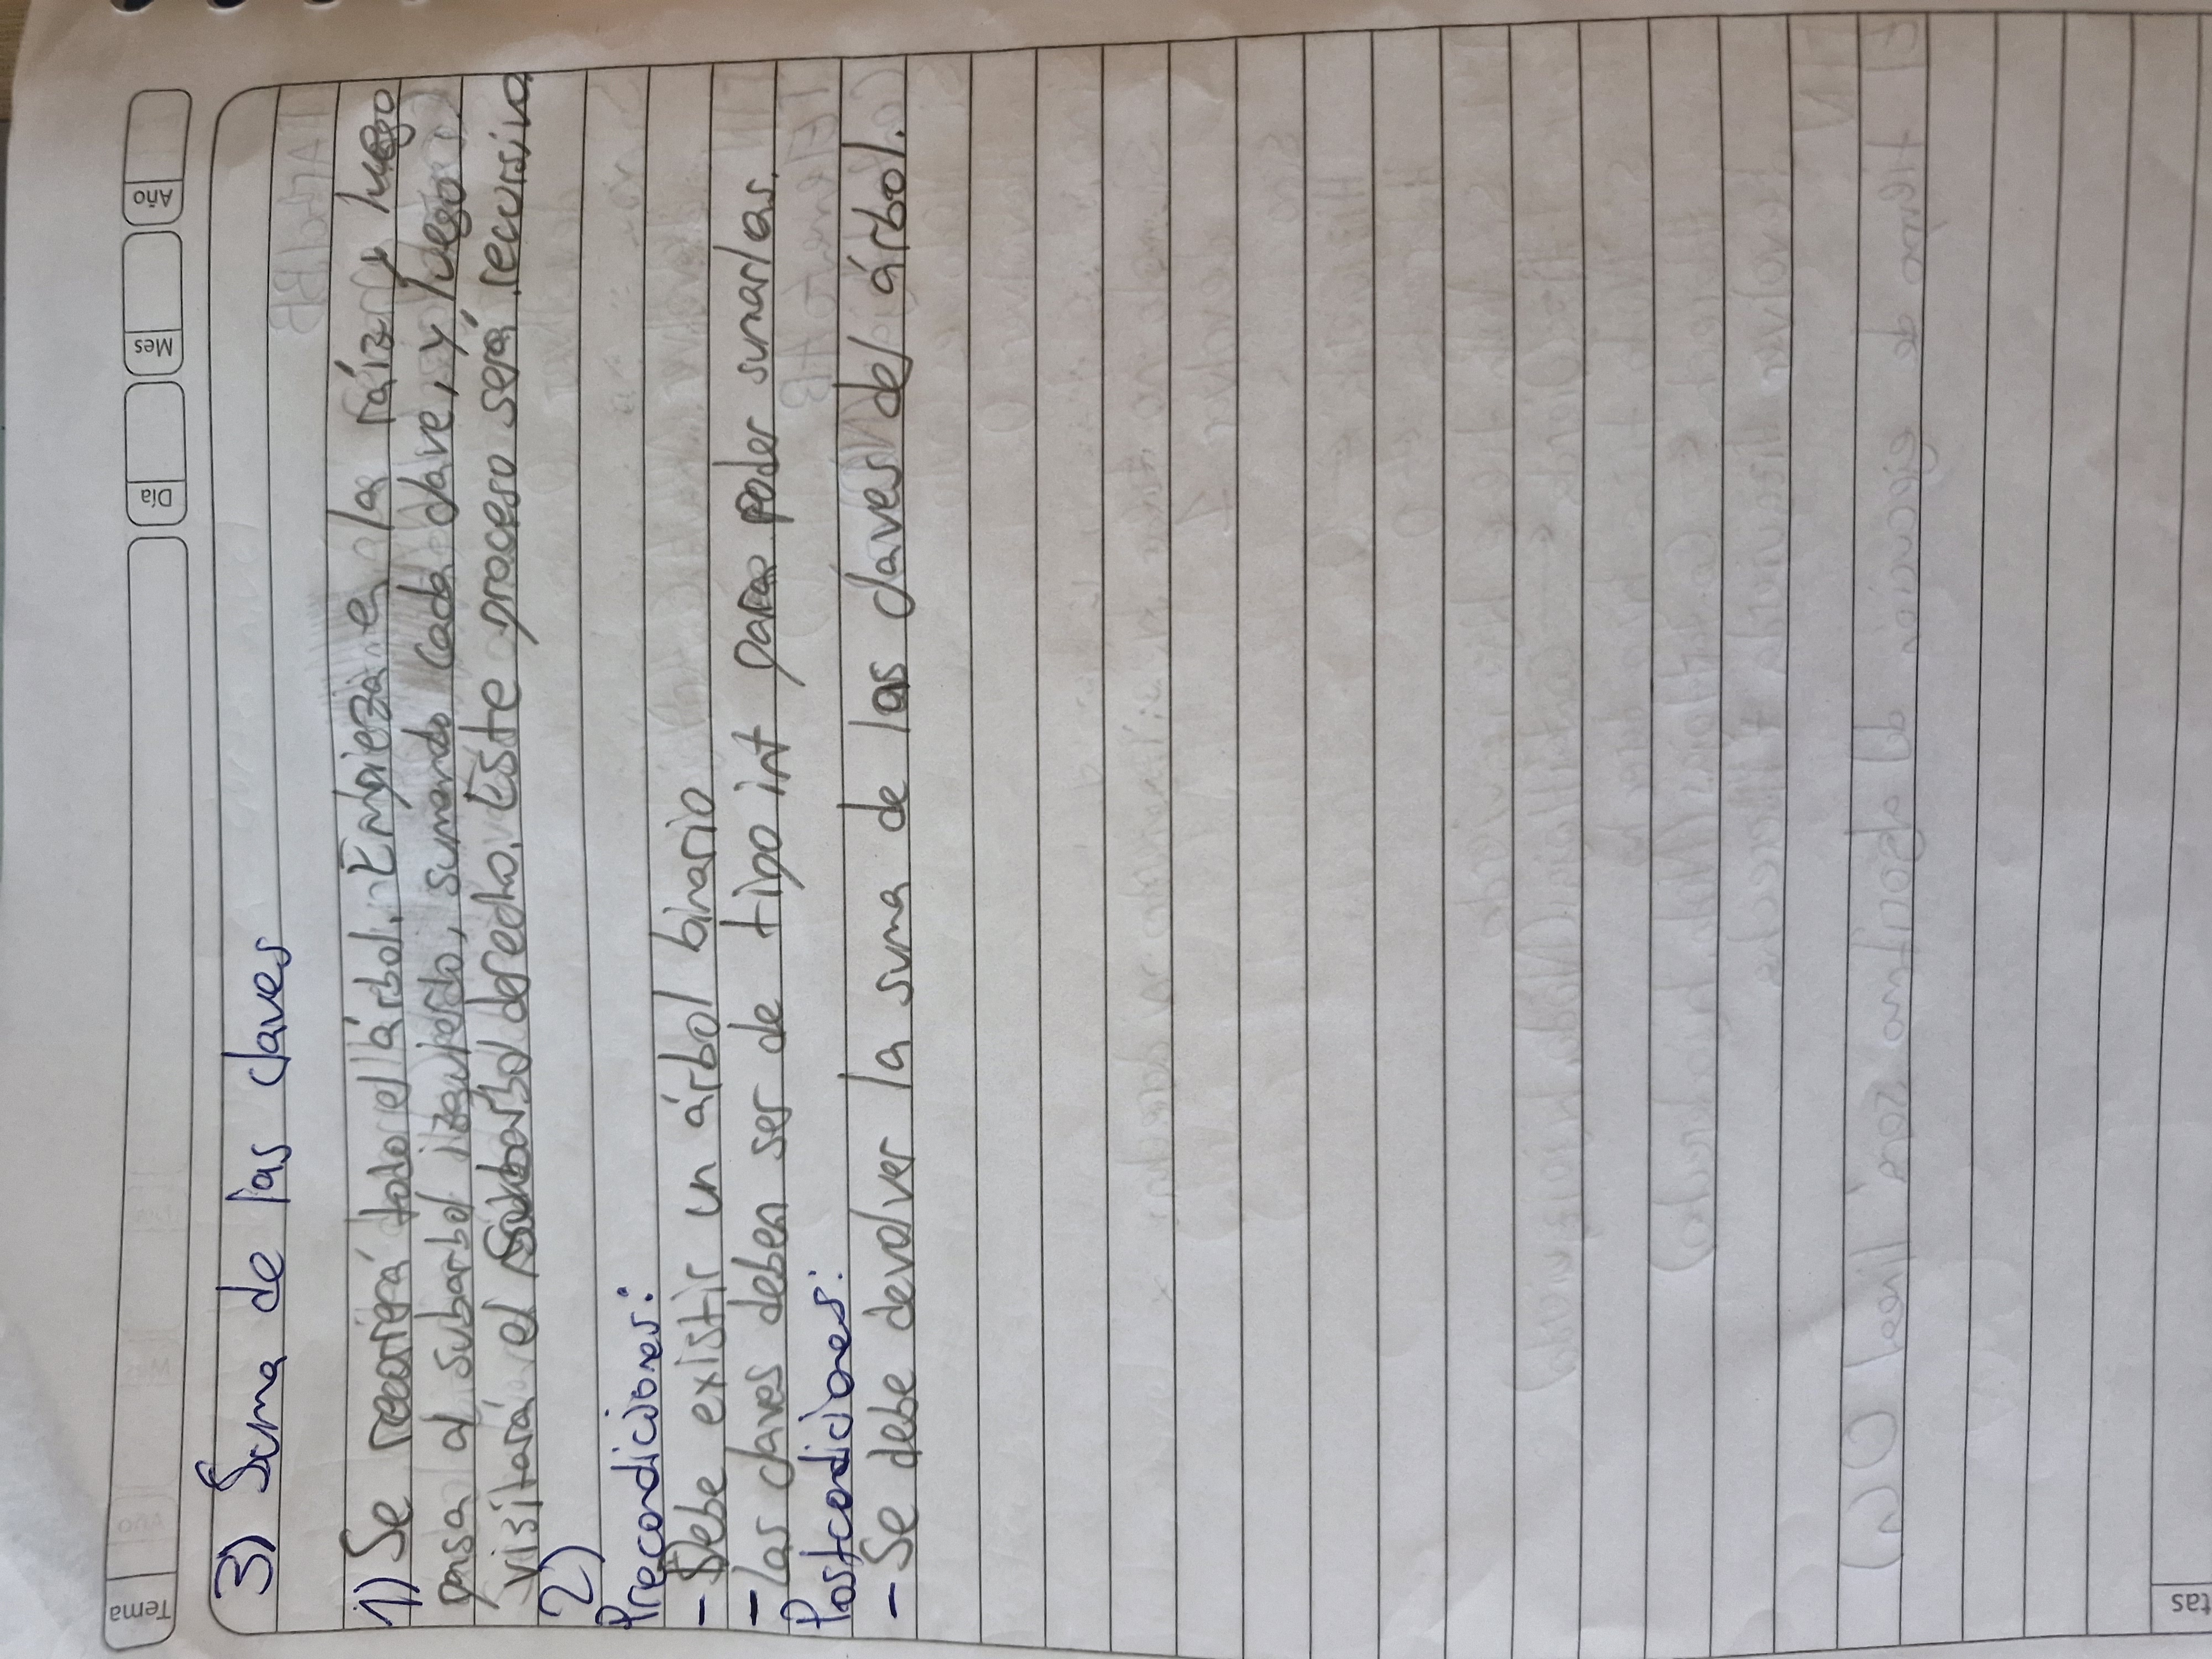 Tema
Día
Mes
Año
3) Suma de las claves
1) Se recorrerá todo el árbol. Empieza en la ráiz y luego
pasa al subarbol izquierdo, sumando cada clave, y luego
visitará el subarbol derecho. Este proceso será recursivo.
2)
Precondiciones:
- Debe existir un árbol binario
- Las claves deben ser de tipo int para poder sumarlas.
Postcondiciones:
- Se debe devolver la suma de las claves del árbol.
tas